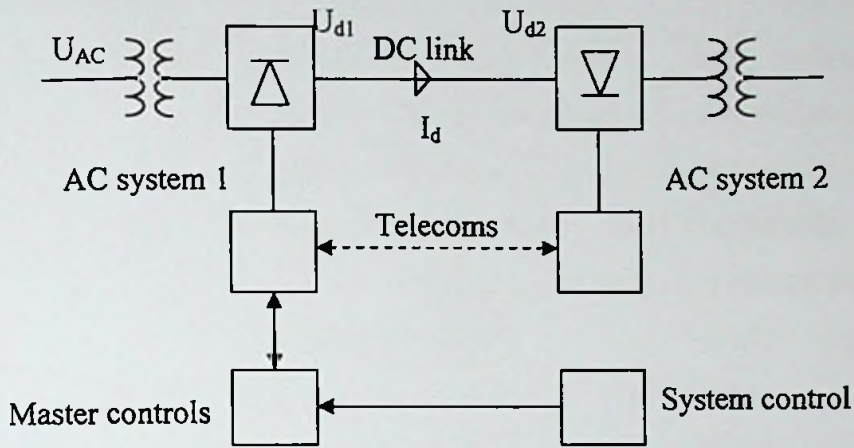 U_AC
U_d1
DC link
U_d2
I_d
AC system 1
AC system 2
Telecoms
Master controls
System control